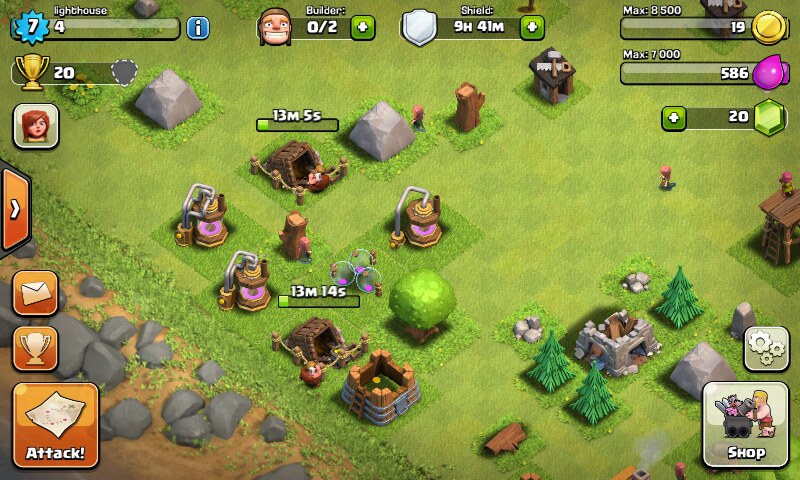 lighthouse
7
4
20
Builder:
0/2
Shield:
9H 41M
Max: 8 500
19
Max: 7 000
586
20
13M 5s
13M 14s
Attack!
Shop